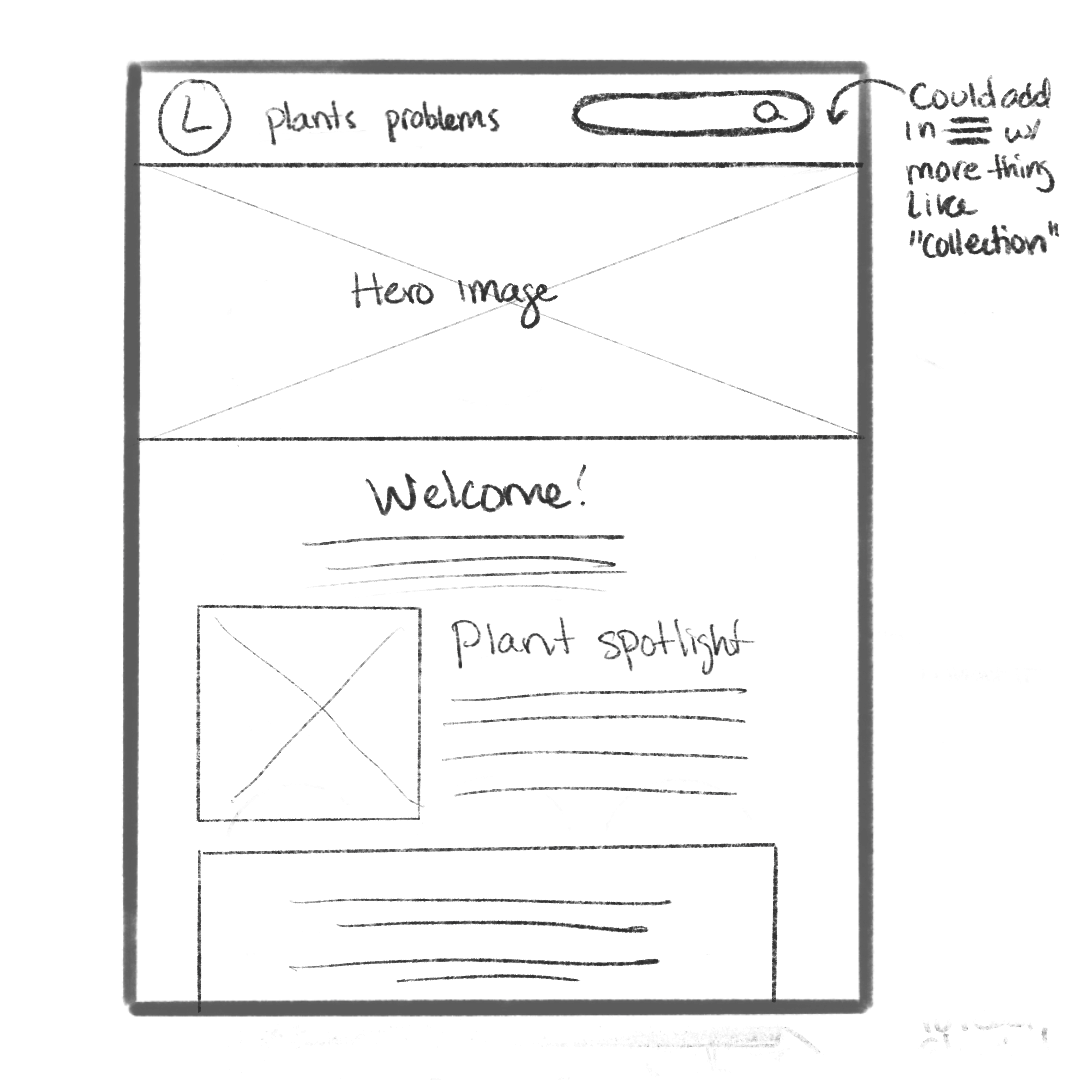 L plants problems
Could add
in ☰ w/
more thing
like
"Collection"
Hero image
Welcome!
Plant spotlight